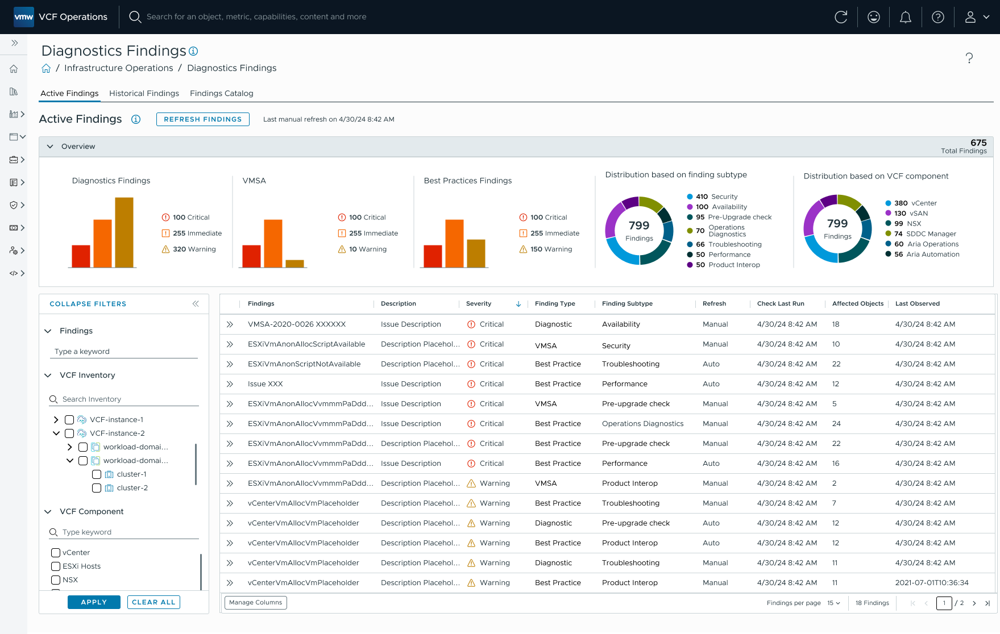 vmw VCF Operations Search for an object, metric, capabilities, content and more
Diagnostics Findings
/ Infrastructure Operations / Diagnostics Findings
Active Findings Historical Findings Findings Catalog
Active Findings REFRESH FINDINGS Last manual refresh on 4/30/24 8:42 AM
Overview
675
Total Findings
Diagnostics Findings
100 Critical
255 Immediate
320 Warning
VMSA
100 Critical
255 Immediate
10 Warning
Best Practices Findings
100 Critical
255 Immediate
150 Warning
Distribution based on finding subtype
799
Findings
410 Security
100 Availability
95 Pre-Upgrade check
70 Operations
Diagnostics
66 Troubleshooting
50 Performance
50 Product Interop
Distribution based on VCF component
799
Findings
380 vCenter
130 vSAN
99 NSX
74 SDDC Manager
60 Aria Operations
56 Aria Automation
COLLAPSE FILTERS
Findings
Type a keyword
VCF Inventory
Search Inventory
VCF-instance-1
VCF-instance-2
workload-domai...
workload-domai...
cluster-1
cluster-2
VCF Component
Type keyword
vCenter
ESXi Hosts
NSX
APPLY CLEAR ALL
Findings Description Severity Finding Type Finding Subtype Refresh Check Last Run Affected Objects Last Observed
VMSA-2020-0026 XXXXXX Issue Description Critical Diagnostic Availability Manual 4/30/24 8:42 AM 18 4/30/24 8:42 AM
ESXiVmAnonAllocScriptAvailable Description Placehol... Critical VMSA Security Manual 4/30/24 8:42 AM 10 4/30/24 8:42 AM
ESXiVmAnonScriptNotAvailable Description Placehol... Critical Best Practice Troubleshooting Auto 4/30/24 8:42 AM 22 4/30/24 8:42 AM
Issue XXX Issue Description Critical Best Practice Performance Auto 4/30/24 8:42 AM 12 4/30/24 8:42 AM
ESXiVmAnonAllocVvmmmPaDdd... Issue Description Critical VMSA Pre-upgrade check Manual 4/30/24 8:42 AM 5 4/30/24 8:42 AM
ESXiVmAnonAllocVvmmmPaDdd... Issue Description Critical Best Practice Operations Diagnostics Manual 4/30/24 8:42 AM 24 4/30/24 8:42 AM
ESXiVmAnonAllocVvmmmPaDdd... Issue Description Critical Best Practice Pre-upgrade check Manual 4/30/24 8:42 AM 22 4/30/24 8:42 AM
ESXiVmAnonAllocVvmmmPaDdd... Issue Description Critical Best Practice Performance Auto 4/30/24 8:42 AM 16 4/30/24 8:42 AM
ESXiVmAnonAllocVvmmmPaDdd... Description Placehol... Warning VMSA Product Interop Manual 4/30/24 8:42 AM 2 4/30/24 8:42 AM
vCenterVmAllocVmPlaceholder Description Placehol... Warning Best Practice Troubleshooting Manual 4/30/24 8:42 AM 7 4/30/24 8:42 AM
vCenterVmAllocVmPlaceholder Description Placehol... Warning Diagnostic Pre-upgrade check Auto 4/30/24 8:42 AM 12 4/30/24 8:42 AM
vCenterVmAllocVmPlaceholder Description Placehol... Warning Best Practice Product Interop Auto 4/30/24 8:42 AM 12 4/30/24 8:42 AM
vCenterVmAllocVmPlaceholder Description Placehol... Warning Diagnostic Troubleshooting Manual 4/30/24 8:42 AM 11 4/30/24 8:42 AM
vCenterVmAllocVmPlaceholder Description Placehol... Warning Best Practice Product Interop Manual 4/30/24 8:42 AM 11 2021-07-01T10:36:34
Manage Columns Findings per page 15 18 Findings 1 / 2